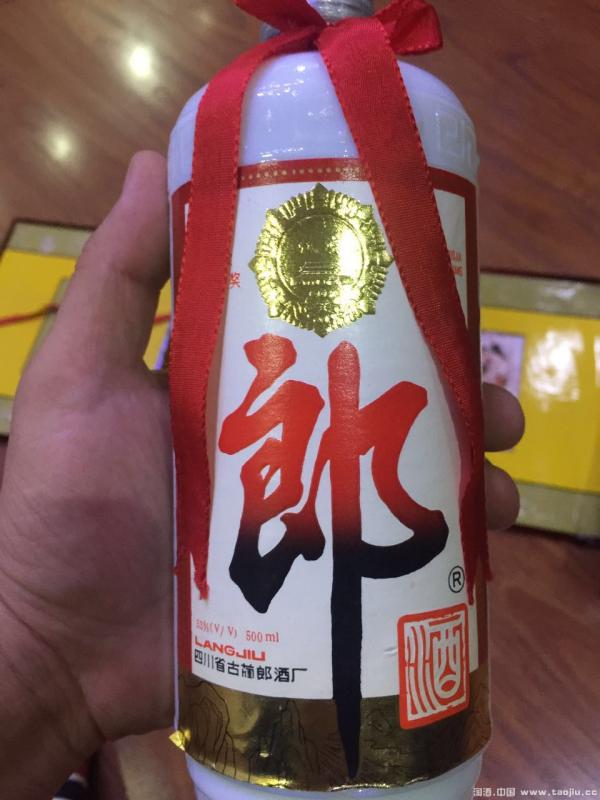 奖
郎
®
酒
53%(V/V) 500ml
LANGJIU
四川省古蔺郎酒厂
淘酒.中国 www.taojiu.cc